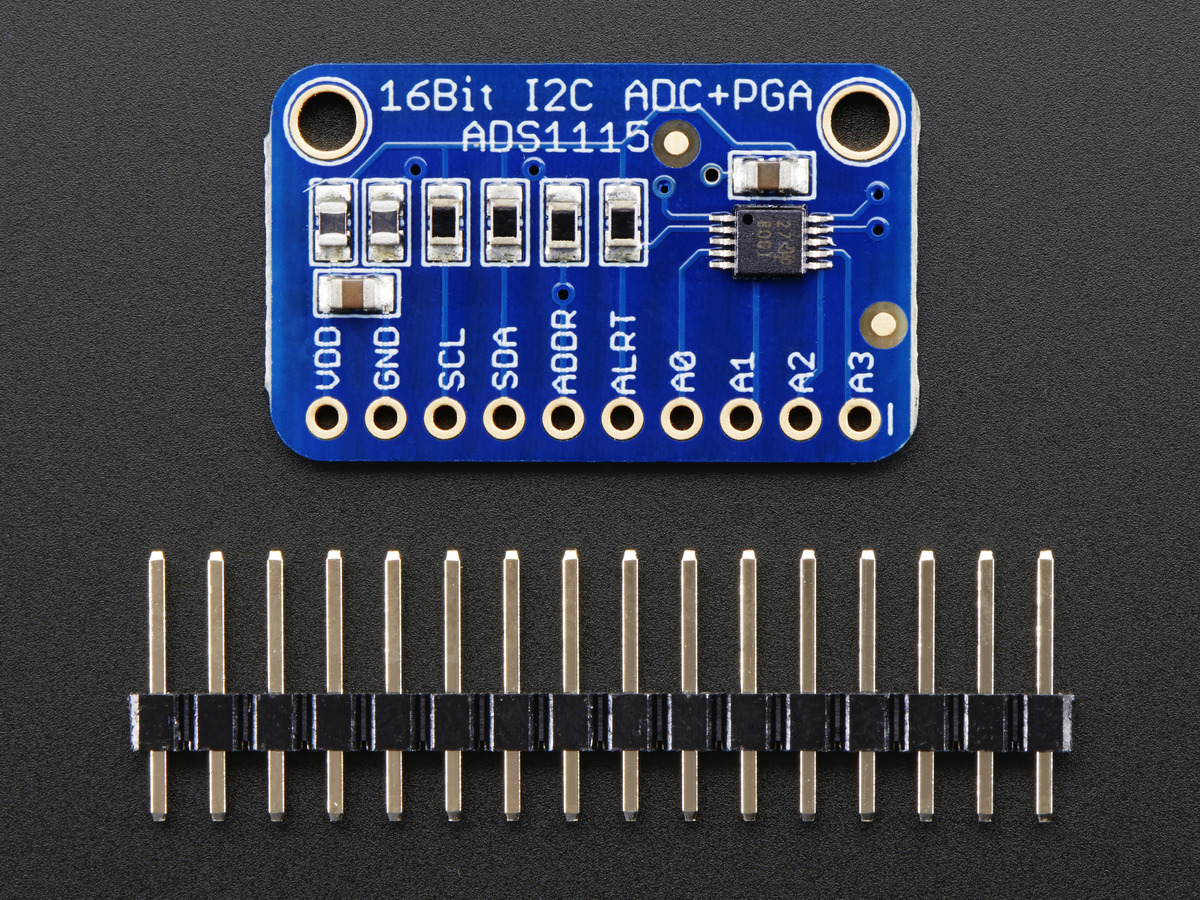 16Bit I2C ADC+PGA
ADS1115
VDD
GND
SCL
SDA
ADDR
ALRT
A0
A1
A2
A3